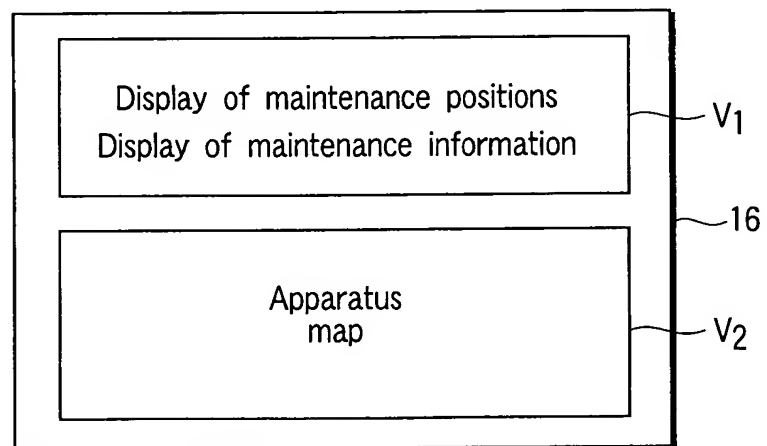 Display of maintenance positions
Display of maintenance information
V1
16
Apparatus
map
V2